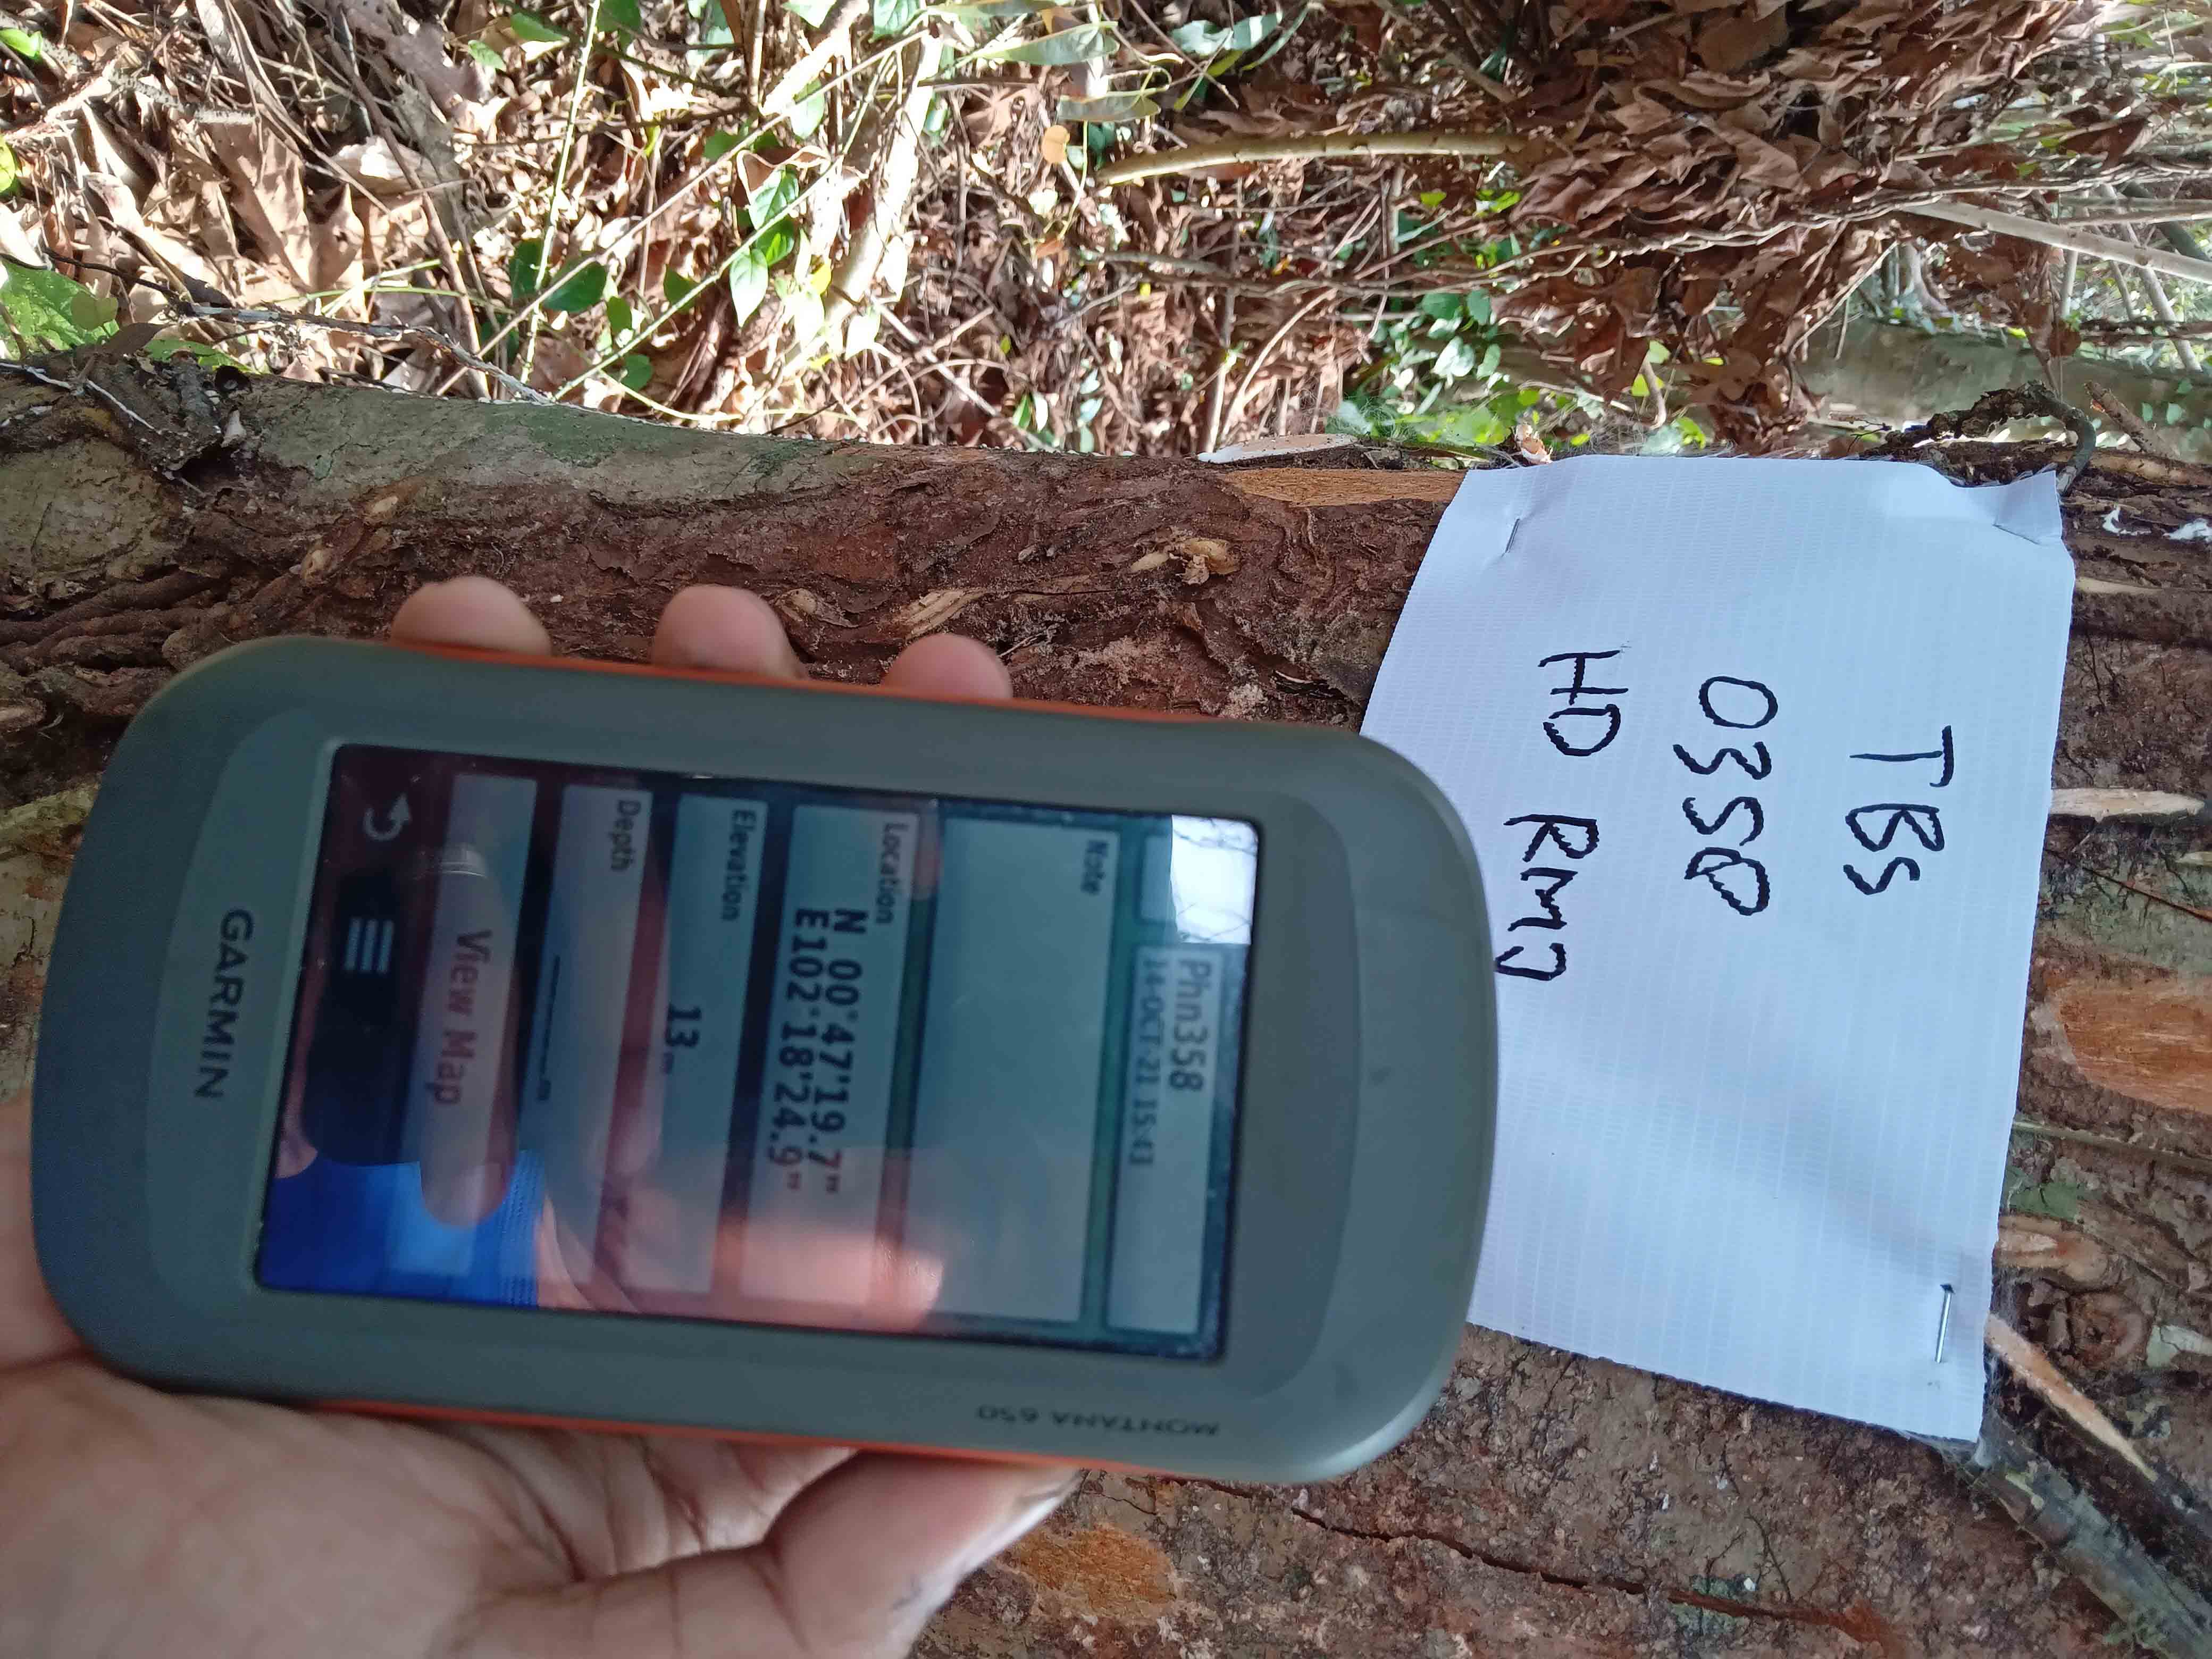 TBS
0358
HD RMJ
MONTANA 650
Phn358
14-OCT-21 15:43
Note
Location
N 00°47'19.7"
E102°18'24.9"
Elevation
13m
Depth
View Map
GARMIN